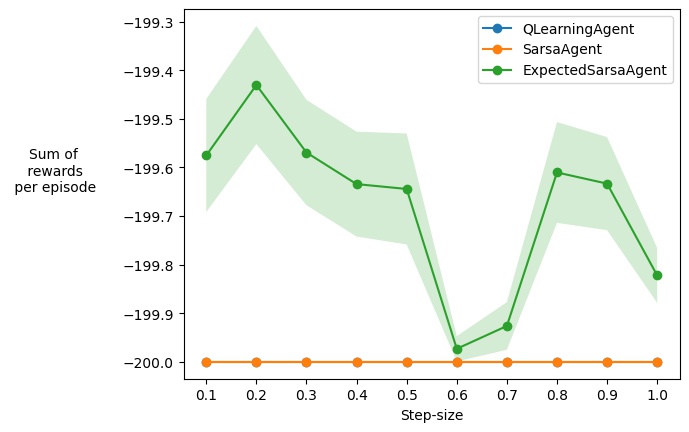 −199.3
−199.4
−199.5
−199.6
−199.7
−199.8
−199.9
−200.0
Sum of
rewards
per episode
QLearningAgent
SarsaAgent
ExpectedSarsaAgent
0.1 0.2 0.3 0.4 0.5 0.6 0.7 0.8 0.9 1.0
Step-size